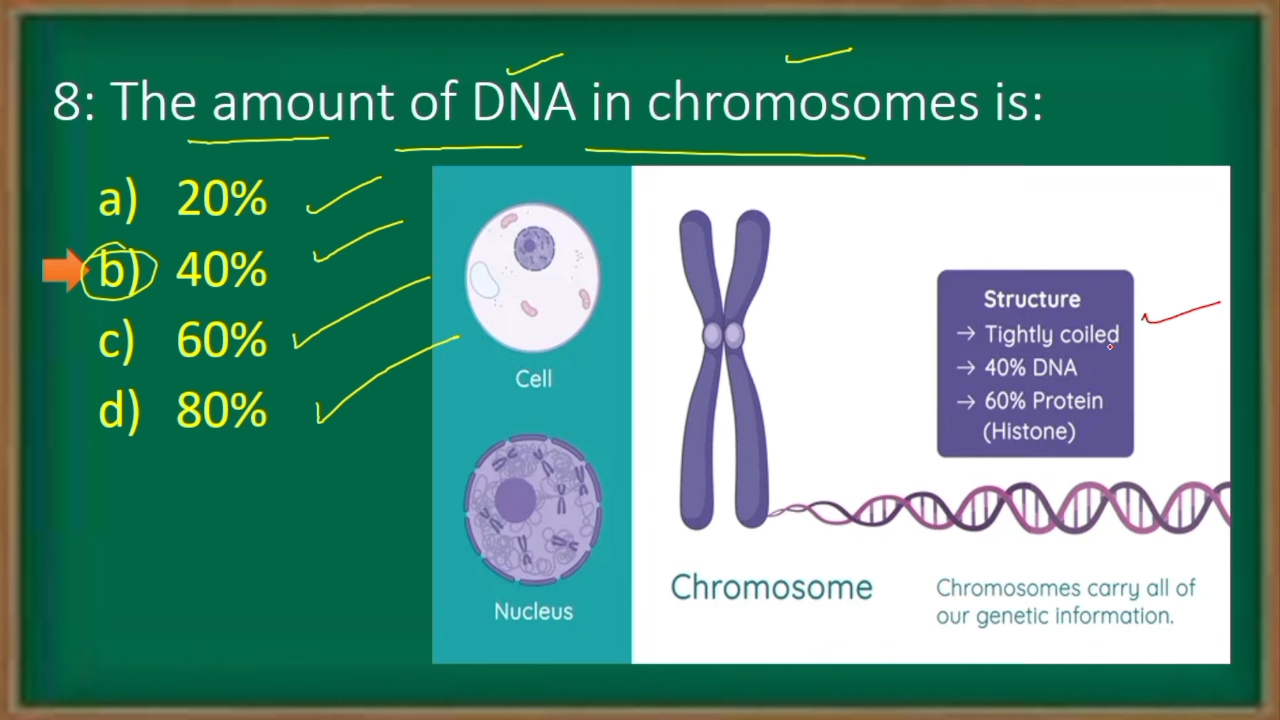 8: The amount of DNA in chromosomes is:
a) 20%
b) 40%
c) 60%
d) 80%
Cell
Nucleus
Structure
→ Tightly coiled
→ 40% DNA
→ 60% Protein
(Histone)
Chromosome
Chromosomes carry all of
our genetic information.